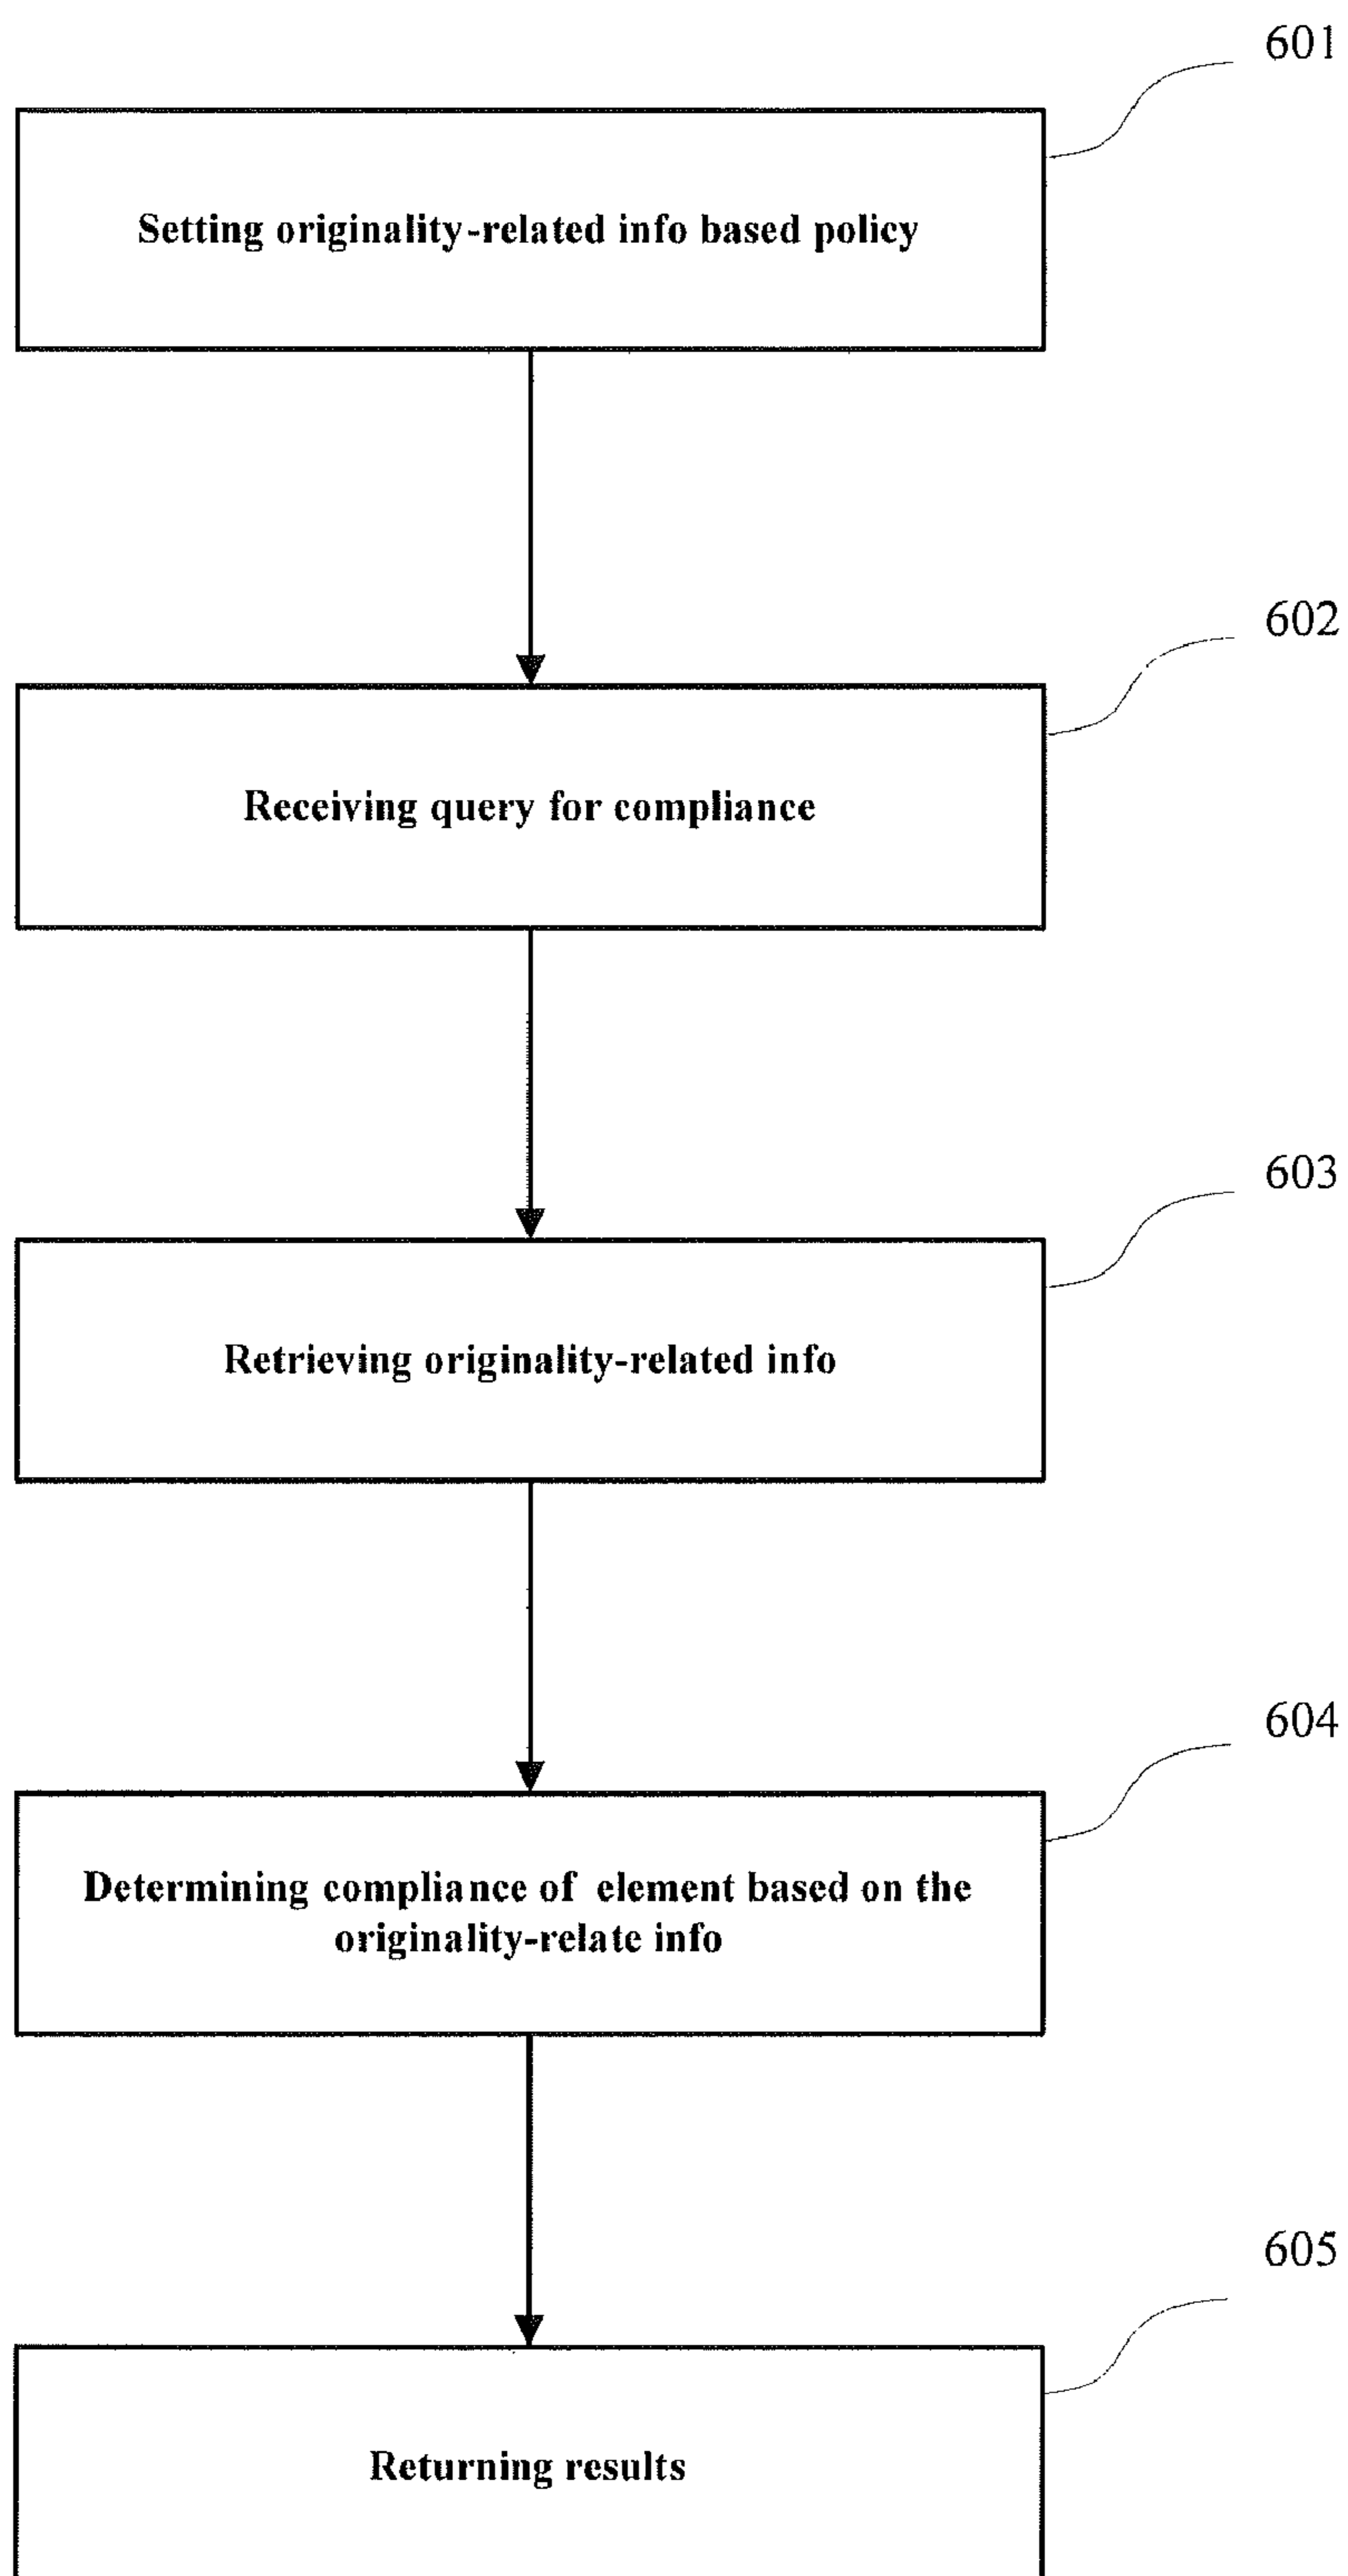 601
Setting originality-related info based policy
602
Receiving query for compliance
603
Retrieving originality-related info
604
Determining compliance of element based on the
originality-relate info
605
Returning results